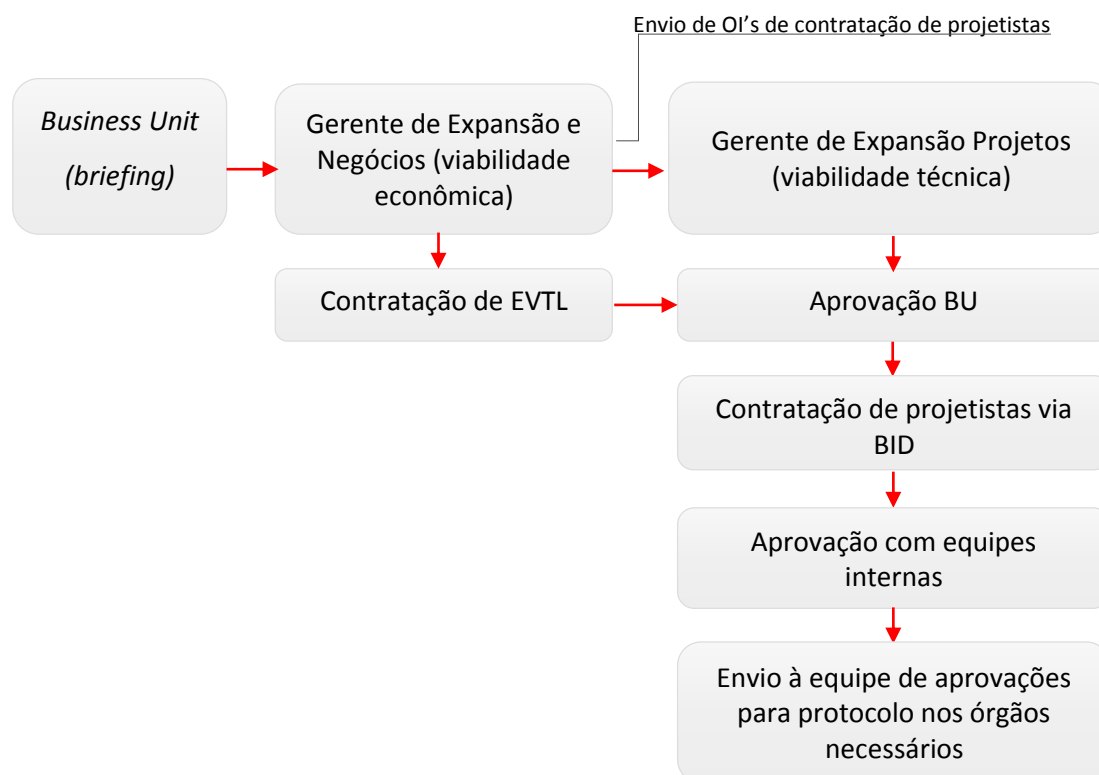 Envio de OI’s de contratação de projetistas
Business Unit
(briefing)
Gerente de Expansão e
Negócios (viabilidade
econômica)
Gerente de Expansão Projetos
(viabilidade técnica)
Contratação de EVTL
Aprovação BU
Contratação de projetistas via
BID
Aprovação com equipes
internas
Envio à equipe de aprovações
para protocolo nos órgãos
necessários